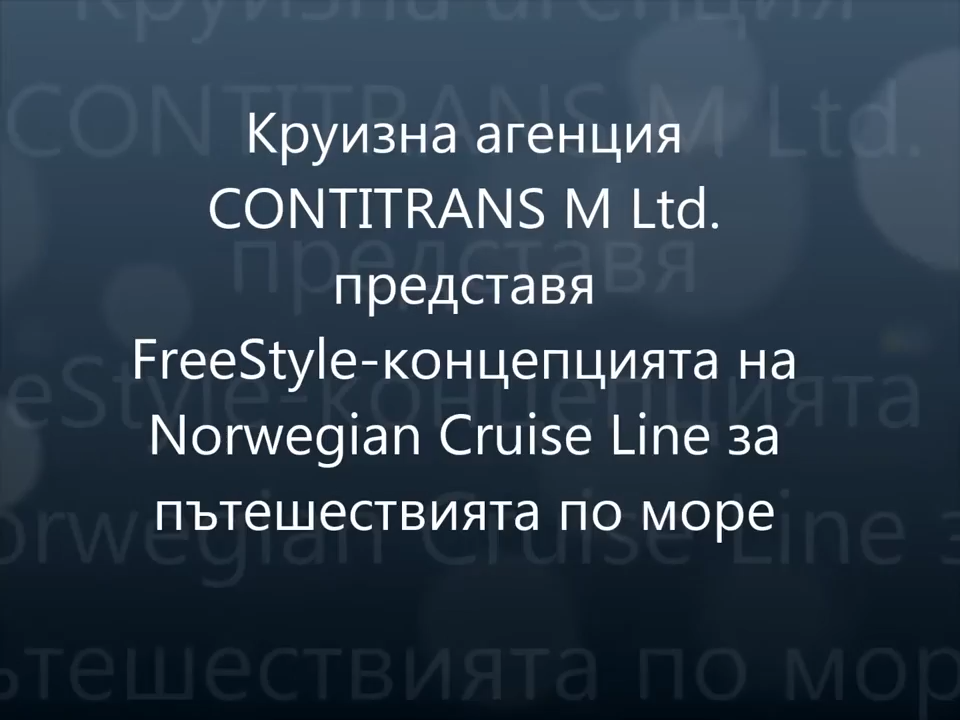 Круизна агенция
CONTITRANS M Ltd.
представя
FreeStyle-концепцията на
Norwegian Cruise Line за
пътешествията по море